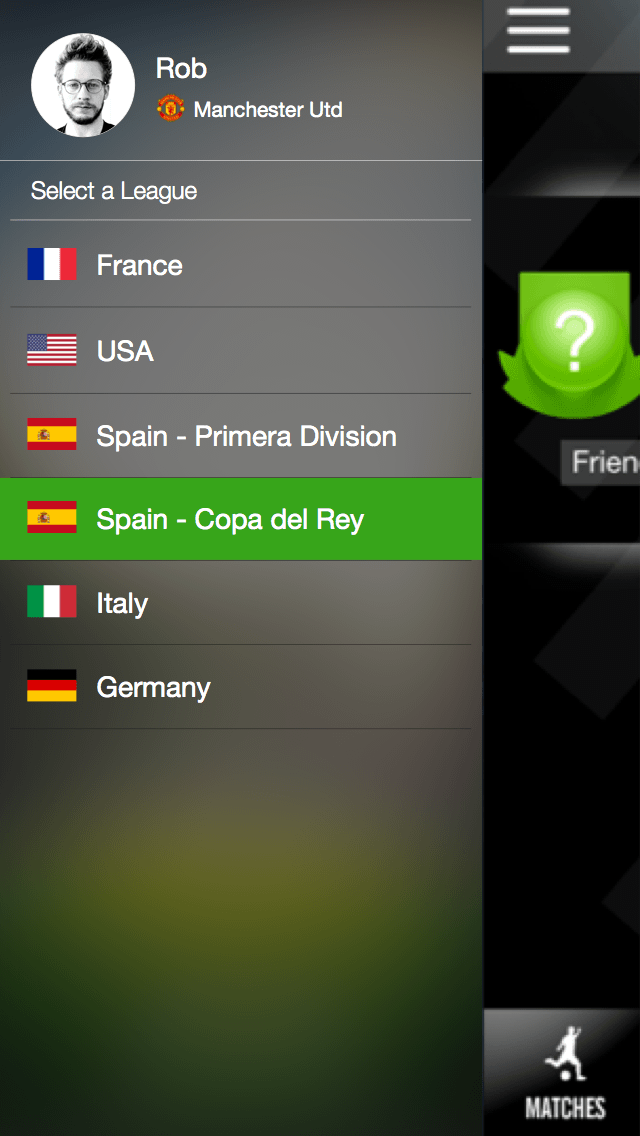 Rob
Manchester Utd
Select a League
France
USA
Spain - Primera Division
Spain - Copa del Rey
Italy
Germany
?
Frien
MATCHES